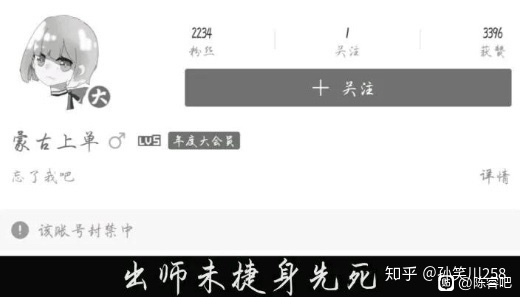 2234 1 3396
粉丝 关注 获赞
大
+ 关注
蒙古上单 ♂ LV5 年度大会员
忘了我吧 详情
! 该账号封禁中
出师未捷身先死
知乎 @孙笑川258
@陈睿吧